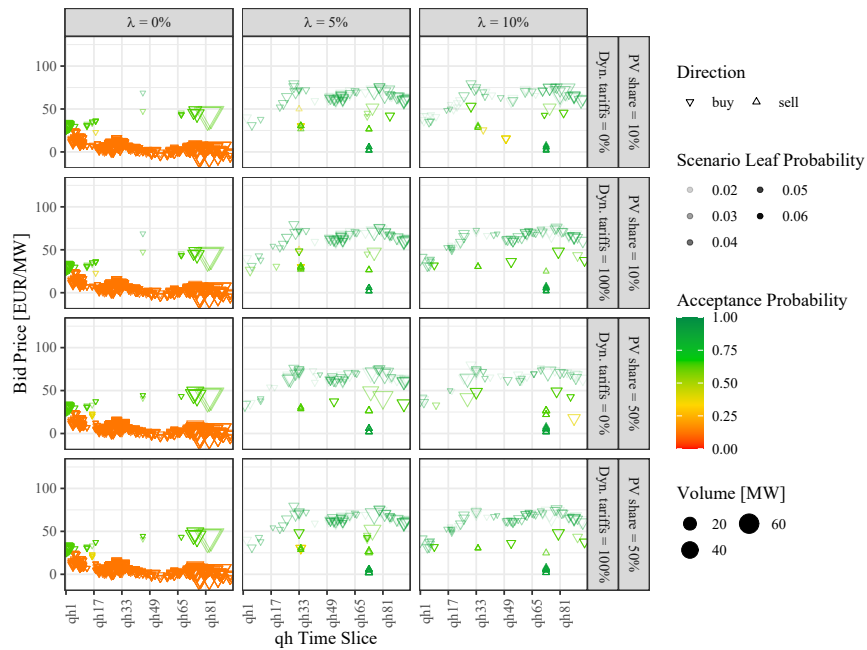 λ = 0%
λ = 5%
λ = 10%
100
50
0
Dyn. tariffs = 0%
PV share = 10%
100
50
0
Dyn. tariffs = 100%
PV share = 10%
100
50
0
Dyn. tariffs = 0%
PV share = 50%
100
50
0
Dyn. tariffs = 100%
PV share = 50%
Bid Price [EUR/MW]
qh1
qh17
qh33
qh49
qh65
qh81
qh1
qh17
qh33
qh49
qh65
qh81
qh1
qh17
qh33
qh49
qh65
qh81
qh Time Slice
Direction
buy
sell
Scenario Leaf Probability
0.02
0.05
0.03
0.06
0.04
Acceptance Probability
1.00
0.75
0.50
0.25
0.00
Volume [MW]
20
60
40